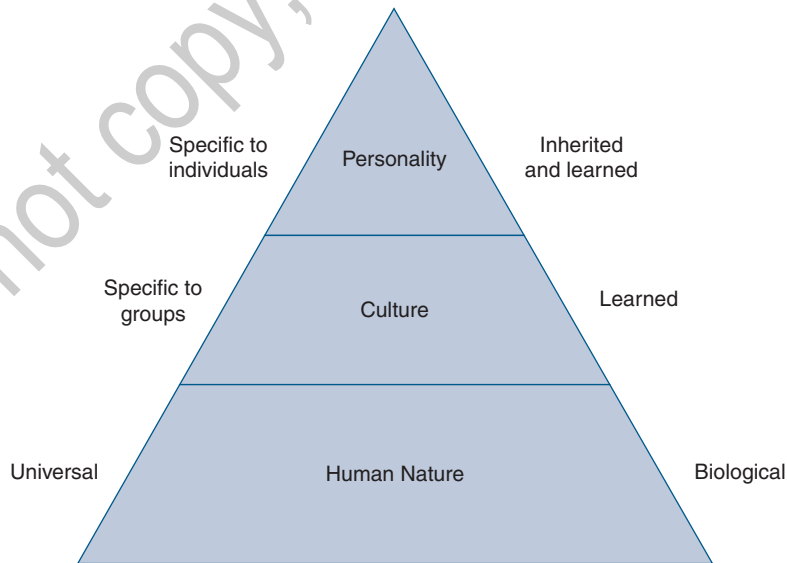 not copy,
Specific to
individuals
Personality
Inherited
and learned
Specific to
groups
Culture
Learned
Universal
Human Nature
Biological